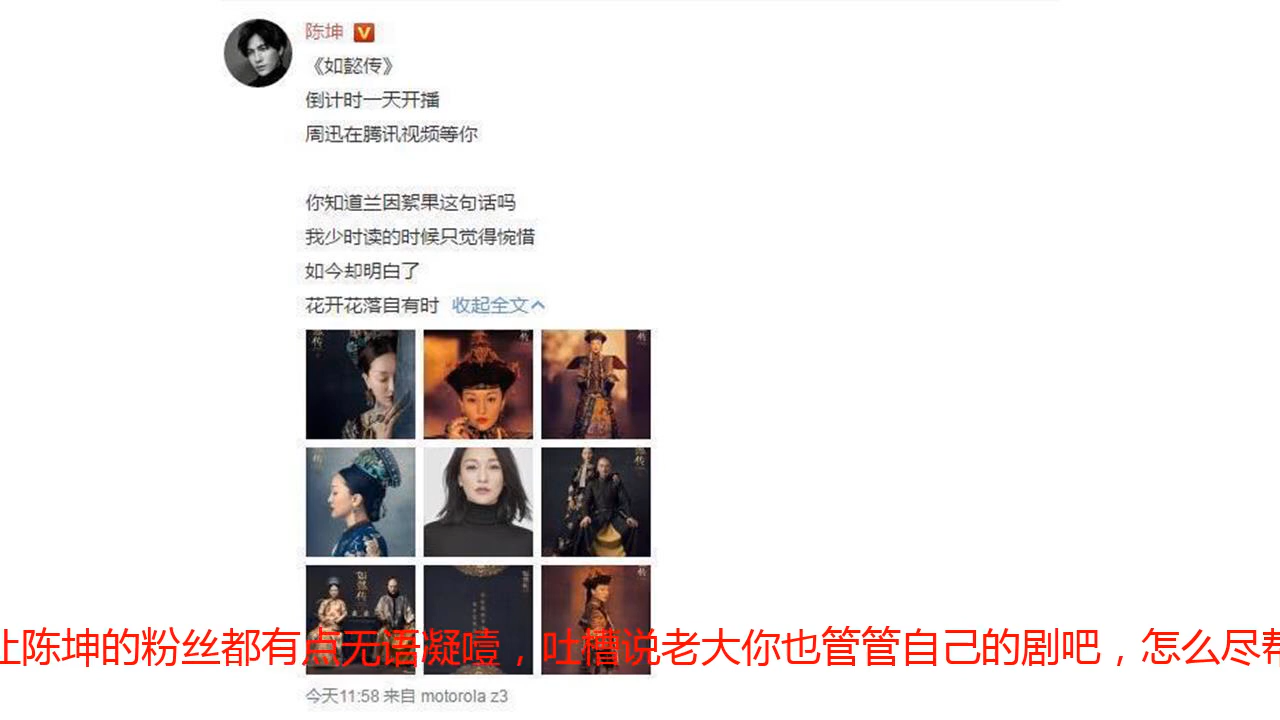 陈坤
《如懿传》
倒计时一天开播
周迅在腾讯视频等你
你知道兰因絮果这句话吗
我少时读的时候只觉得惋惜
如今却明白了
花开花落自有时 收起全文
如懿传
让陈坤的粉丝都有点无语凝噎，吐槽说老大你也管管自己的剧吧，怎么尽帮
今天11:58 来自 motorola z3